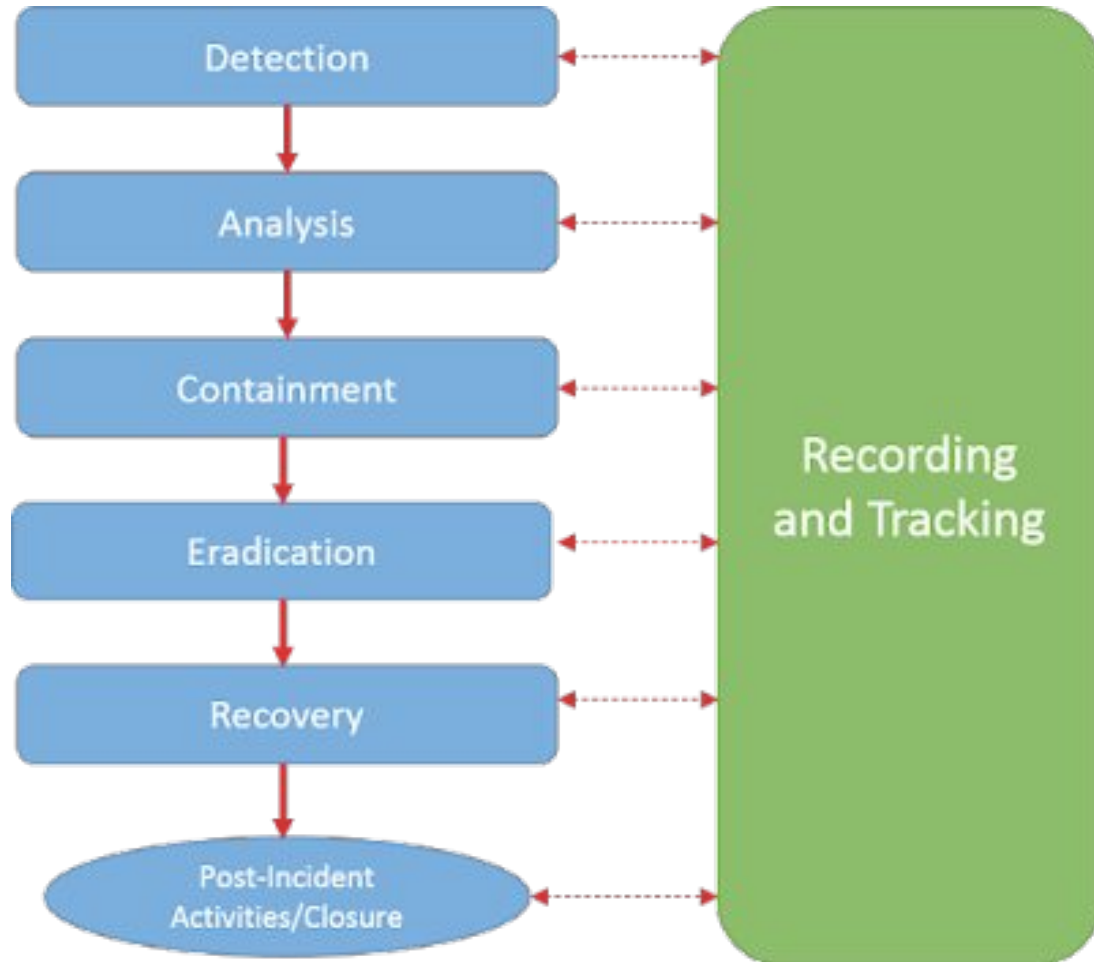 Detection
Analysis
Containment
Eradication
Recovery
Post-Incident
Activities/Closure
Recording
and Tracking